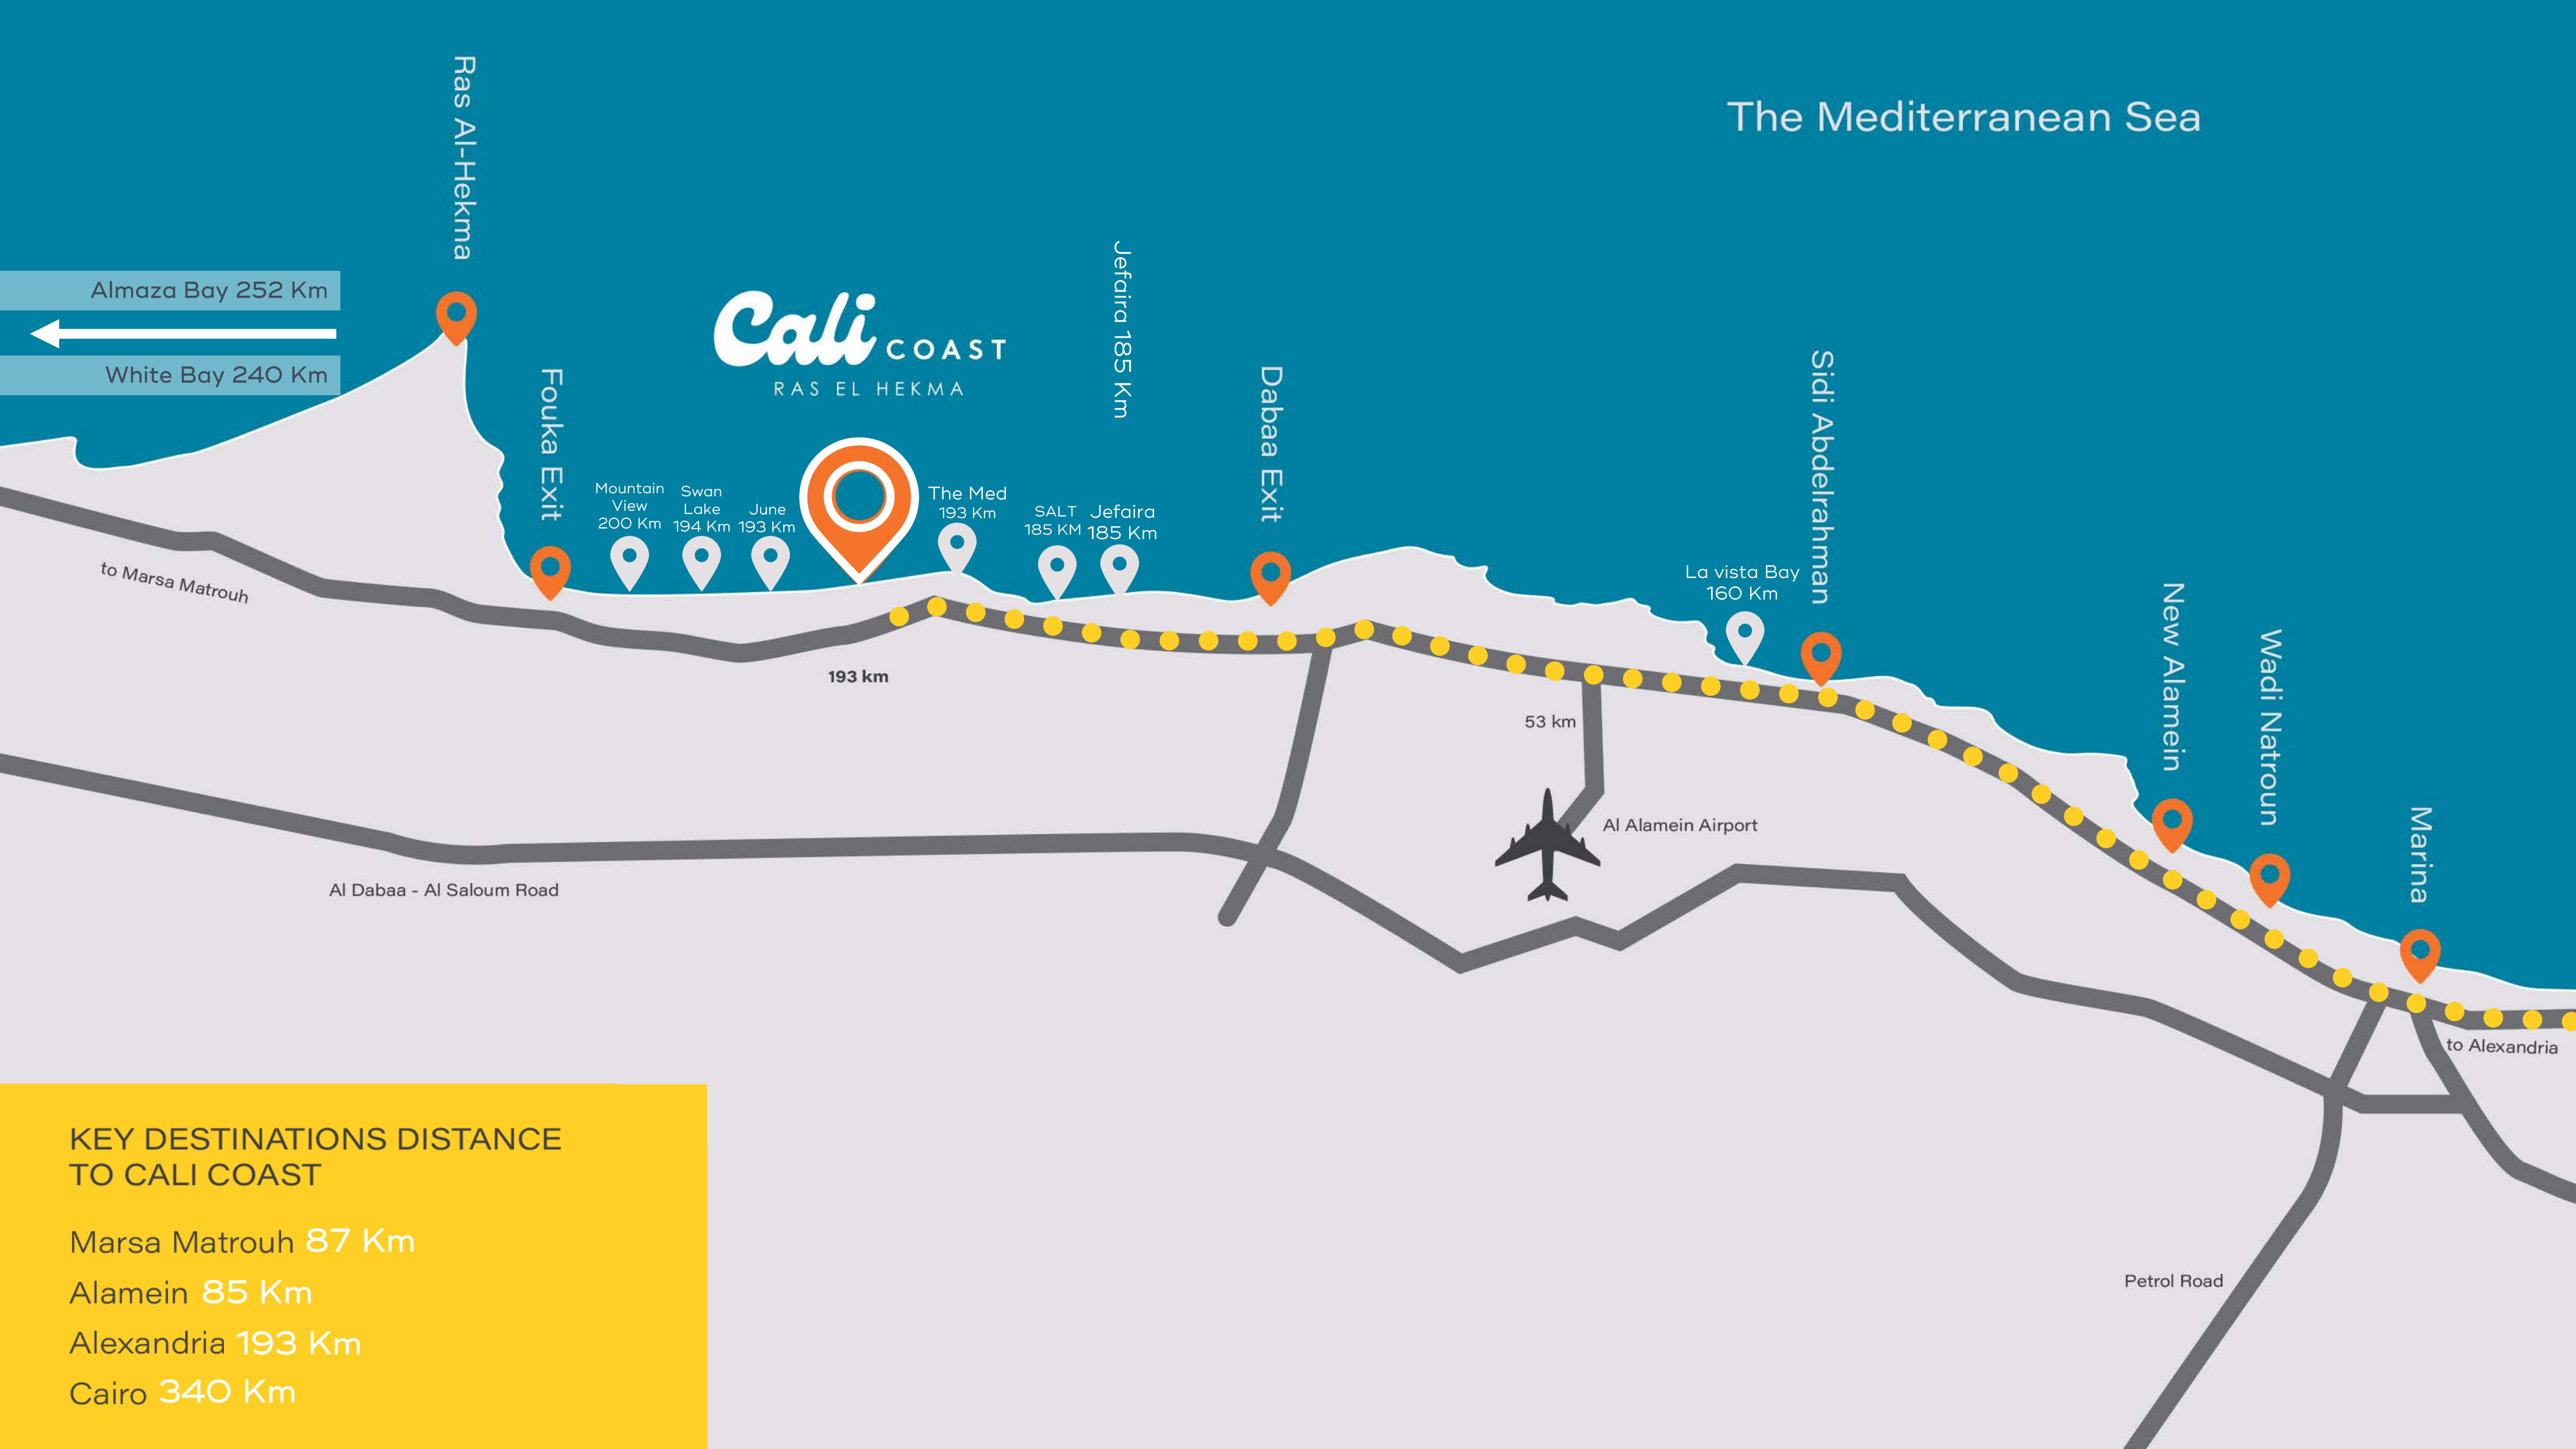 The Mediterranean Sea
Ras Al-Hekma
Almaza Bay 252 Km
White Bay 240 Km
Fouka Exit
Cali COAST
RAS EL HEKMA
Jefaira 185 Km
Dabaa Exit
Sidi Abdelrahman
New Alamein
Wadi Natroun
Marina
Mountain
View
200 Km
Swan
Lake
194 Km
June
193 Km
The Med
193 Km
SALT
185 KM
Jefaira
185 Km
La vista Bay
160 Km
to Marsa Matrouh
193 km
53 km
Al Alamein Airport
Al Dabaa - Al Saloum Road
to Alexandria
Petrol Road
KEY DESTINATIONS DISTANCE
TO CALI COAST
Marsa Matrouh 87 Km
Alamein 85 Km
Alexandria 193 Km
Cairo 340 Km